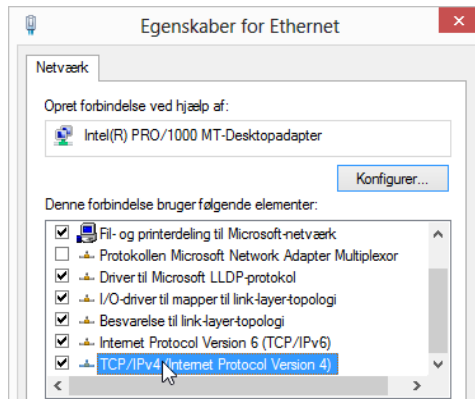 Egenskaber for Ethernet
Netværk
Opret forbindelse ved hjælp af:
Intel(R) PRO/1000 MT-Desktopadapter
Konfigurer...
Denne forbindelse bruger følgende elementer:
Fil- og printerdeling til Microsoft-netværk
Protokollen Microsoft Network Adapter Multiplexor
Driver til Microsoft LLDP-protokol
I/O-driver til mapper til link-layer-topologi
Besvarelse til link-layer-topologi
Internet Protocol Version 6 (TCP/IPv6)
TCP/IPv4 (Internet Protocol Version 4)